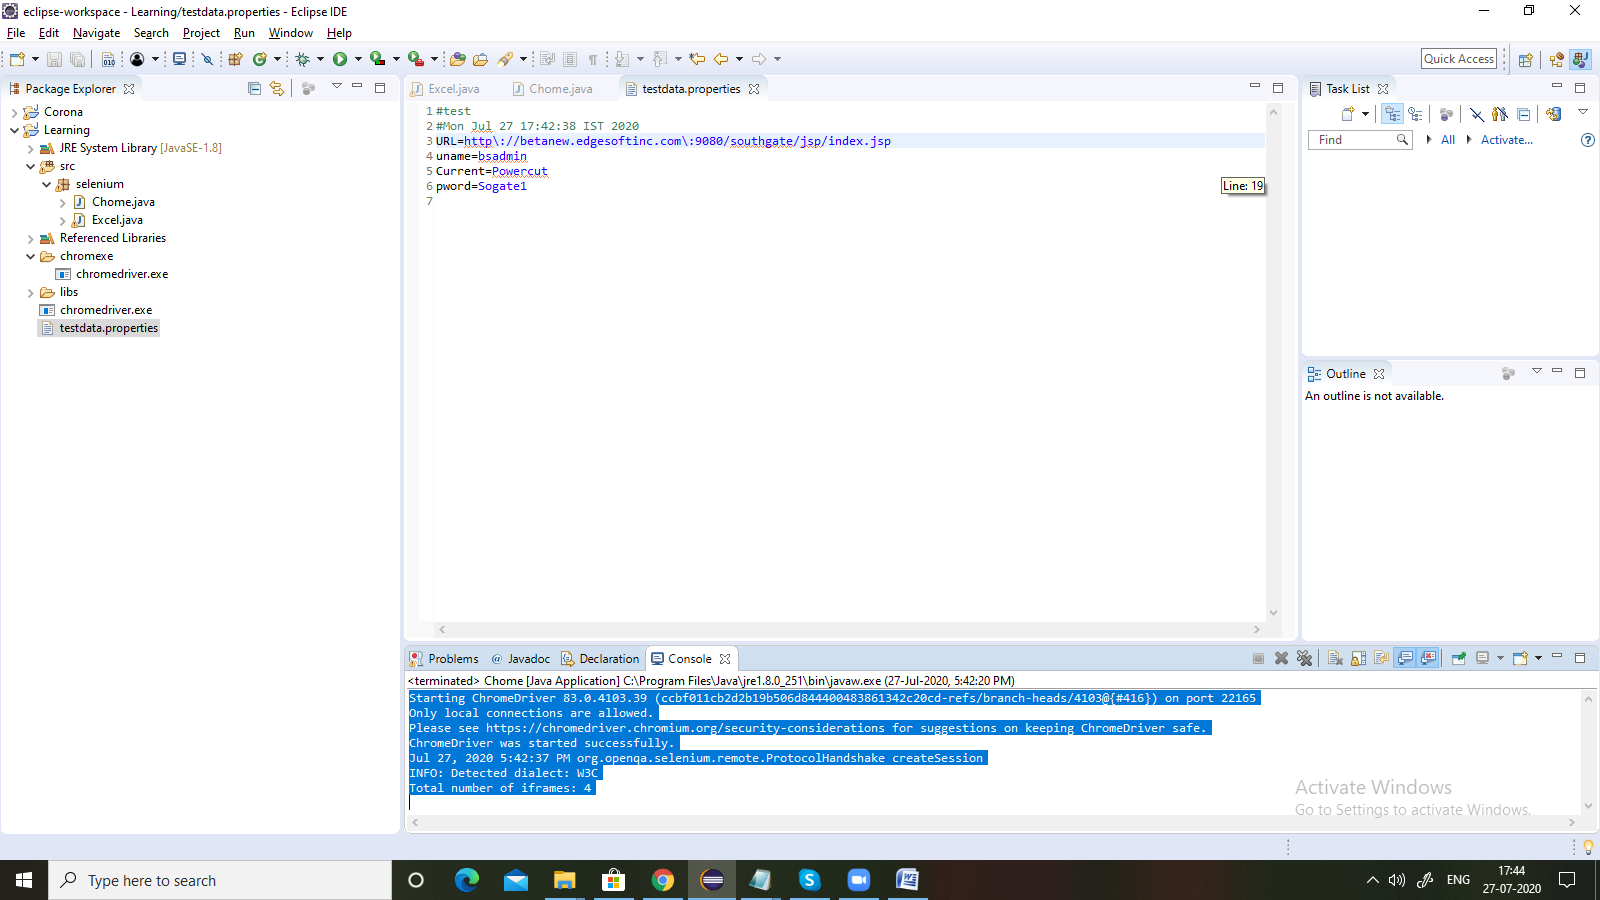 eclipse-workspace - Learning/testdata.properties - Eclipse IDE
File Edit Navigate Search Project Run Window Help
Quick Access
Package Explorer
Corona
Learning
JRE System Library [JavaSE-1.8]
src
selenium
Chome.java
Excel.java
Referenced Libraries
chromexe
chromedriver.exe
libs
chromedriver.exe
testdata.properties
Excel.java Chome.java testdata.properties
1 #test
2 #Mon Jul 27 17:42:38 IST 2020
3 URL=http\://betanew.edgesoftinc.com\:9080/southgate/jsp/index.jsp
4 uname=bsadmin
5 Current=Powercut
6 pword=Sogate1
7
Line: 19
Task List
Find All Activate...
Outline
An outline is not available.
Problems @ Javadoc Declaration Console
<terminated> Chome [Java Application] C:\Program Files\Java\jre1.8.0_251\bin\javaw.exe (27-Jul-2020, 5:42:20 PM)
Starting ChromeDriver 83.0.4103.39 (ccbf011cb2d2b19b506d844400483861342c20cd-refs/branch-heads/4103@{#416}) on port 22165
Only local connections are allowed.
Please see https://chromedriver.chromium.org/security-considerations for suggestions on keeping ChromeDriver safe.
ChromeDriver was started successfully.
Jul 27, 2020 5:42:37 PM org.openqa.selenium.remote.ProtocolHandshake createSession
INFO: Detected dialect: W3C
Total number of iframes: 4
Activate Windows
Go to Settings to activate Windows.
Type here to search
ENG
17:44
27-07-2020